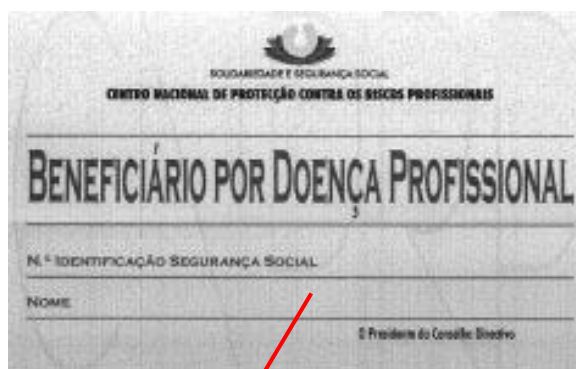 SOLIDARIEDADE E SEGURANÇA SOCIAL
CENTRO NACIONAL DE PROTECÇÃO CONTRA OS RISCOS PROFISSIONAIS
BENEFICIÁRIO POR DOENÇA PROFISSIONAL
N.º IDENTIFICAÇÃO SEGURANÇA SOCIAL
NOME
O Presidente do Conselho Directivo